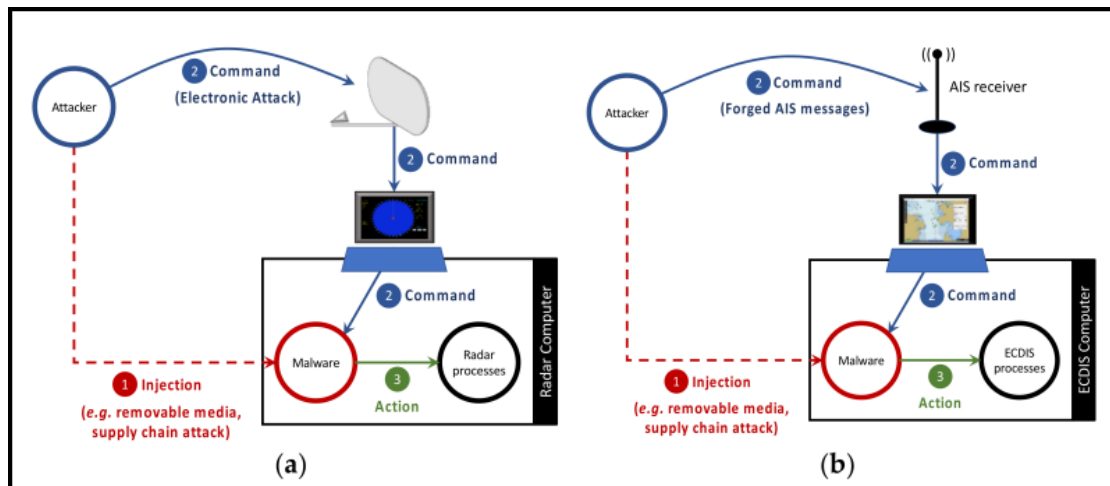 Attacker
2 Command
(Electronic Attack)
2 Command
2 Command
Malware
Radar
processes
3
Action
1 Injection
(e.g. removable media,
supply chain attack)
Radar Computer
(a)
Attacker
2 Command
(Forged AIS messages)
((●))
AIS receiver
2 Command
2 Command
Malware
ECDIS
processes
3
Action
1 Injection
(e.g. removable media,
supply chain attack)
ECDIS Computer
(b)